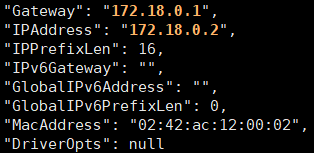 "Gateway": "172.18.0.1",
"IPAddress": "172.18.0.2",
"IPPrefixLen": 16,
"IPv6Gateway": "",
"GlobalIPv6Address": "",
"GlobalIPv6PrefixLen": 0,
"MacAddress": "02:42:ac:12:00:02",
"DriverOpts": null